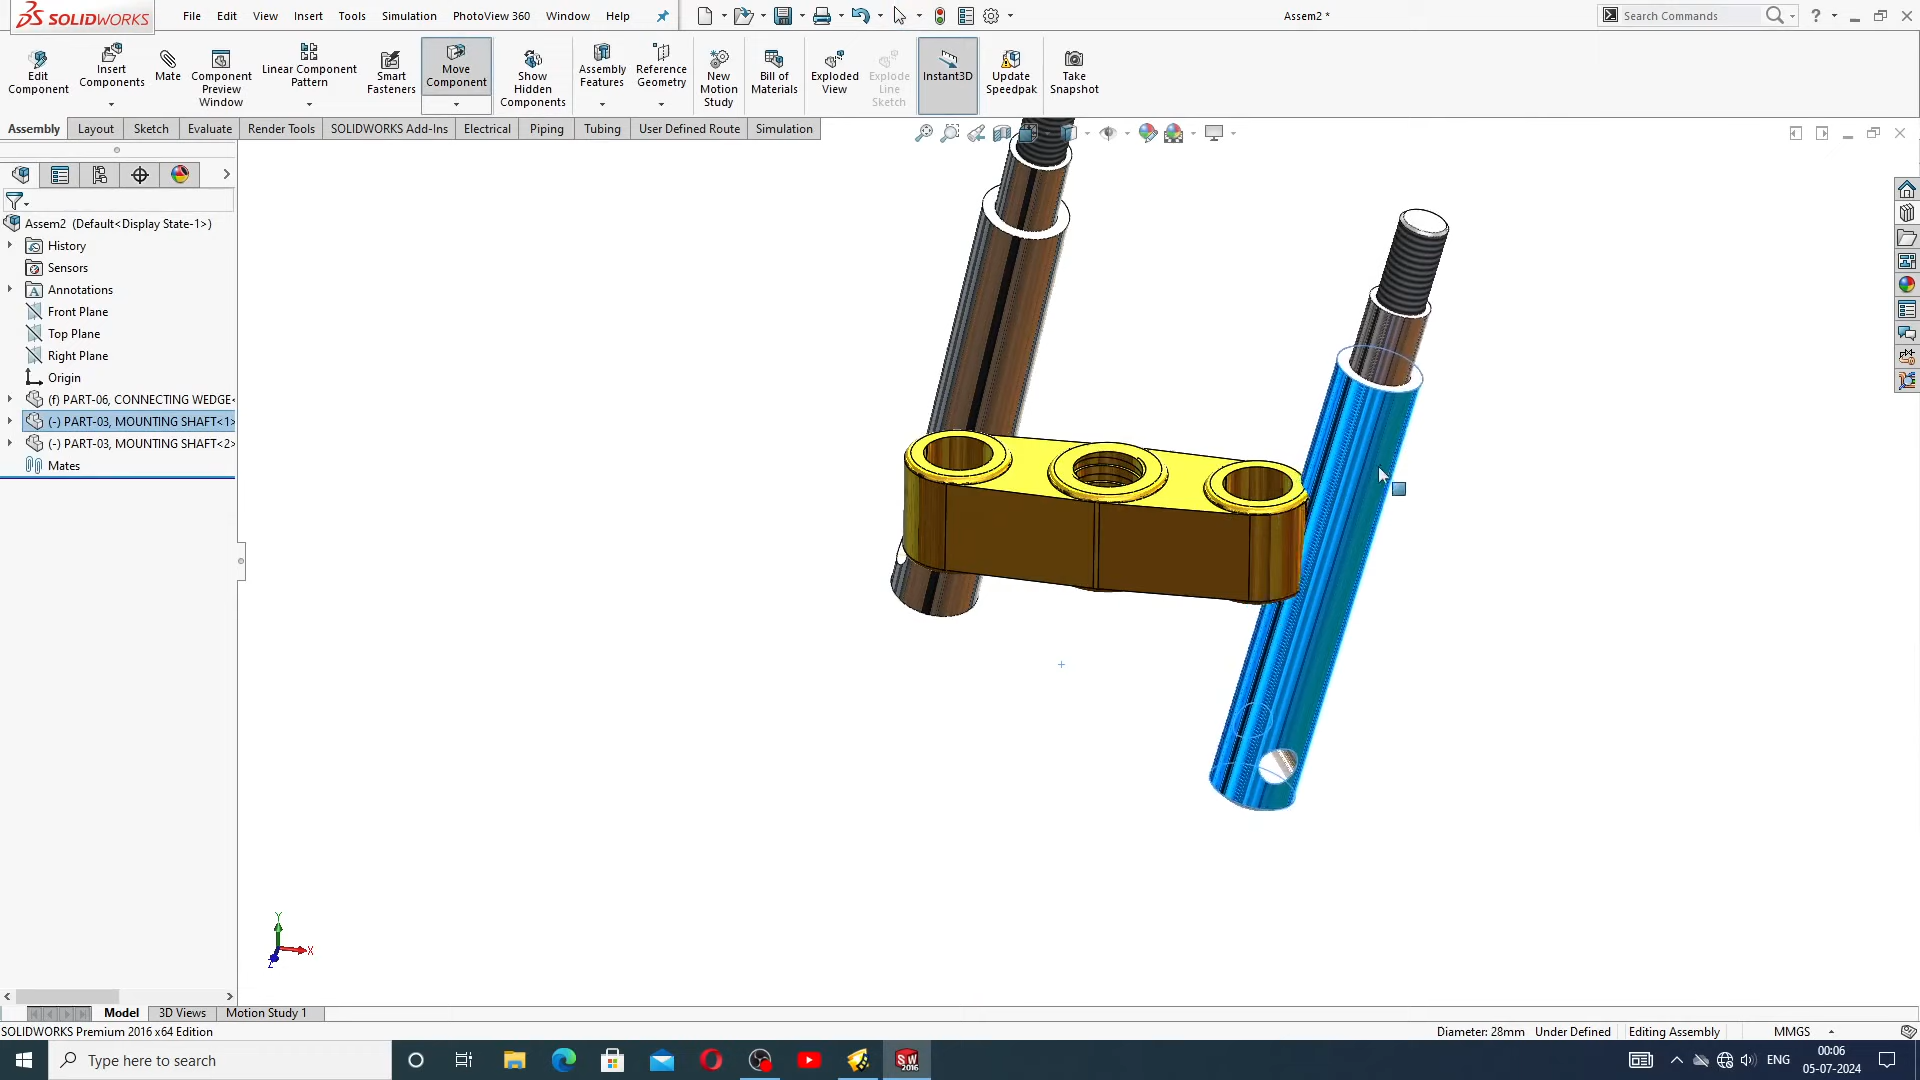 SOLIDWORKS
File Edit View Insert Tools Simulation PhotoView 360 Window Help
Assem2 *
Search Commands
Edit Component
Insert Components
Mate
Component Preview Window
Linear Component Pattern
Smart Fasteners
Move Component
Show Hidden Components
Assembly Features
Reference Geometry
New Motion Study
Bill of Materials
Exploded View
Explode Line Sketch
Instant3D
Update Speedpak
Take Snapshot
Assembly Layout Sketch Evaluate Render Tools SOLIDWORKS Add-Ins Electrical Piping Tubing User Defined Route Simulation
Assem2 (Default<Display State-1>)
History
Sensors
Annotations
Front Plane
Top Plane
Right Plane
Origin
(f) PART-06, CONNECTING WEDGE<
(-) PART-03, MOUNTING SHAFT<1>
(-) PART-03, MOUNTING SHAFT<2>
Mates
Y
X
Z
Model 3D Views Motion Study 1
SOLIDWORKS Premium 2016 x64 Edition
Diameter: 28mm Under Defined Editing Assembly MMGS
Type here to search
SW 2016
ENG
00:06
05-07-2024